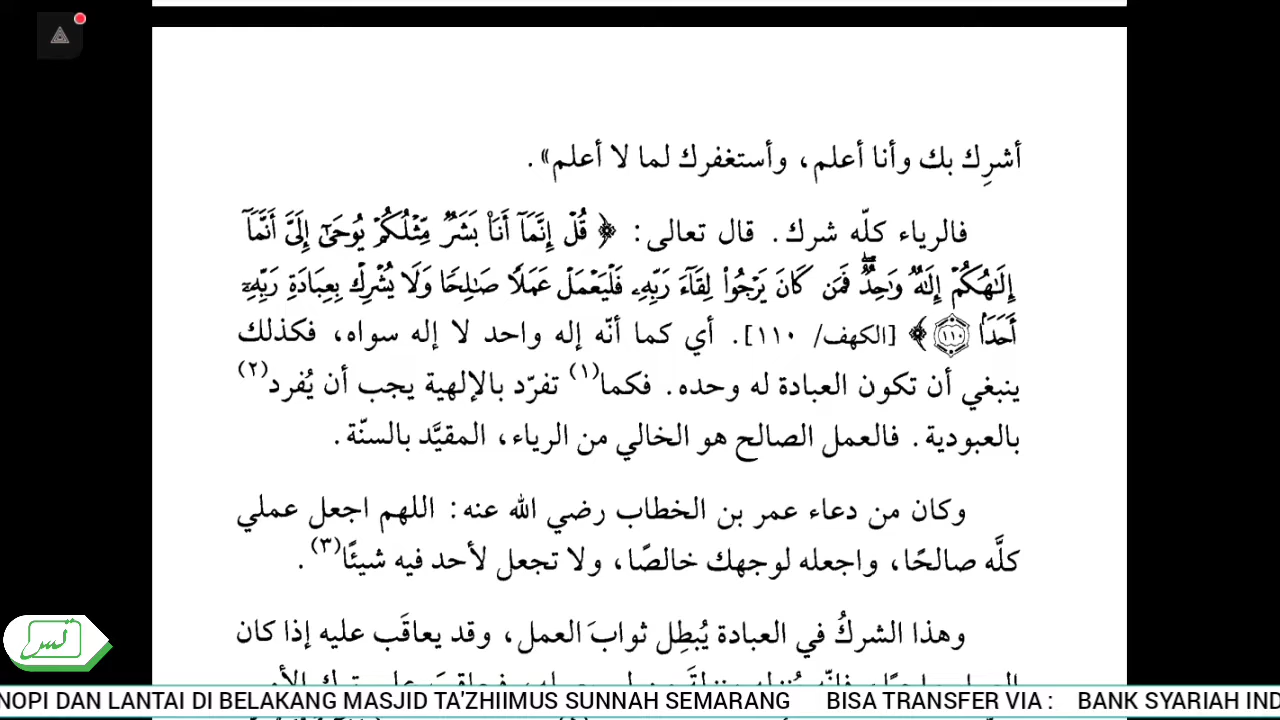 أشرِك بك وأنا أعلم، وأستغفرك لما لا أعلم».
فالرياء كلّه شرك. قال تعالى: ﴿ قُلْ إِنَّمَآ أَنَا۠ بَشَرٌ مِّثْلُكُمْ يُوحَىٰٓ إِلَىَّ أَنَّمَآ
إِلَـٰهُكُمْ إِلَـٰهٌ وَٰحِدٌۖ فَمَن كَانَ يَرْجُوا۟ لِقَآءَ رَبِّهِۦ فَلْيَعْمَلْ عَمَلًا صَـٰلِحًا وَلَا يُشْرِكْ بِعِبَادَةِ رَبِّهِۦٓ
أَحَدَۢا ١١٠ ﴾ [الكهف/ ١١٠]. أي كما أنّه إله واحد لا إله سواه، فكذلك
ينبغي أن تكون العبادة له وحده. فكما(١) تفرّد بالإلهية يجب أن يُفرد(٢)
بالعبودية. فالعمل الصالح هو الخالي من الرياء، المقيَّد بالسنّة.
وكان من دعاء عمر بن الخطاب رضي الله عنه: اللهم اجعل عملي
كلَّه صالحًا، واجعله لوجهك خالصًا، ولا تجعل لأحد فيه شيئًا(٣).
وهذا الشركُ في العبادة يُبطِل ثوابَ العمل، وقد يعاقَب عليه إذا كان
NOPI DAN LANTAI DI BELAKANG MASJID TA'ZHIIMUS SUNNAH SEMARANG BISA TRANSFER VIA : BANK SYARIAH IND